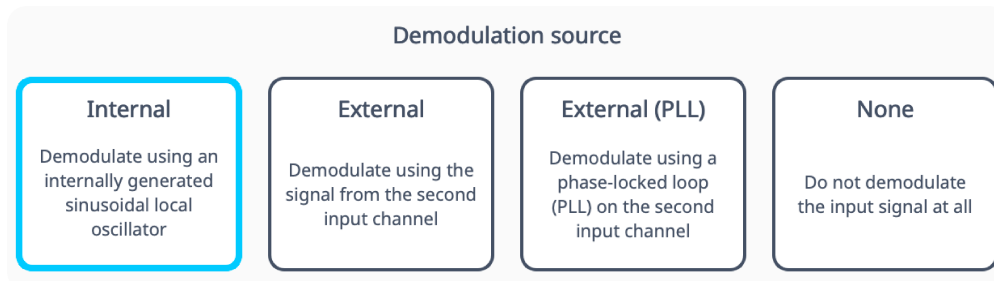 Demodulation source
Internal
Demodulate using an
internally generated
sinusoidal local
oscillator
External
Demodulate using the
signal from the second
input channel
External (PLL)
Demodulate using a
phase-locked loop
(PLL) on the second
input channel
None
Do not demodulate
the input signal at all